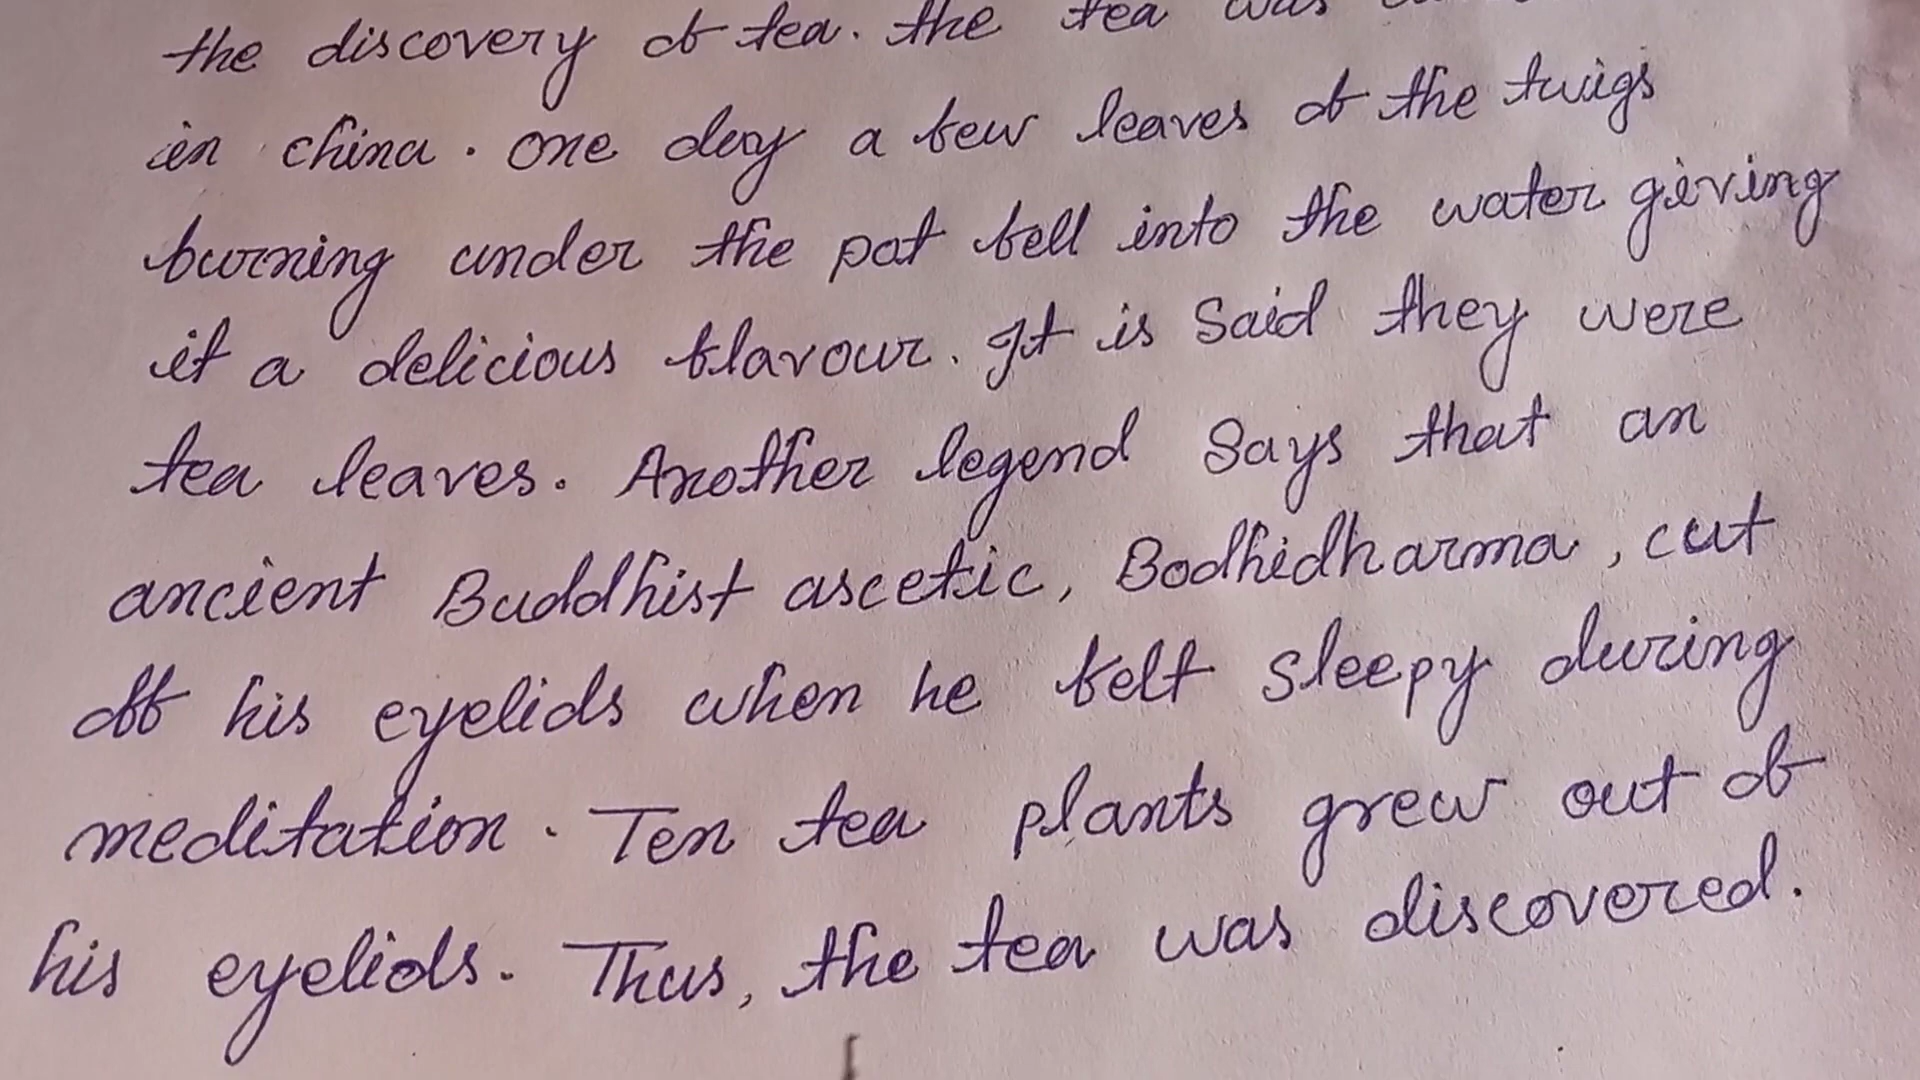 the discovery of tea. the tea was
in china. one day a few leaves of the twigs
burning under the pot fell into the water giving
it a delicious flavour. It is Said they were
tea leaves. Another legend Says that an
ancient Buddhist ascetic, Bodhidharma, cut
off his eyelids when he felt sleepy during
meditation. Ten tea plants grew out of
his eyelids. Thus, the tea was discovered.